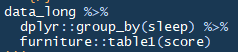 data_long %>%
dplyr::group_by(sleep) %>%
furniture::table1(score)